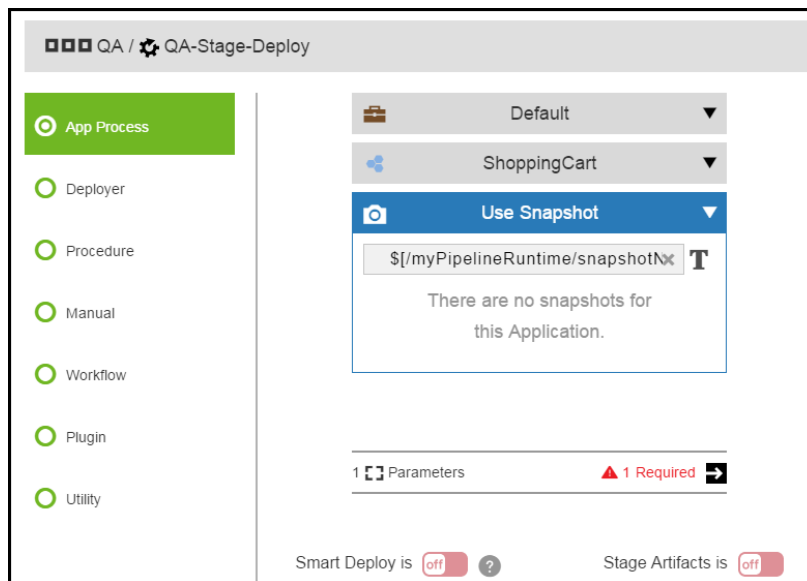 QA / QA-Stage-Deploy
App Process
Deployer
Procedure
Manual
Workflow
Plugin
Utility
Default
ShoppingCart
Use Snapshot
$[/myPipelineRuntime/snapshotN
T
There are no snapshots for
this Application.
1 Parameters
1 Required
Smart Deploy is off ?
Stage Artifacts is off